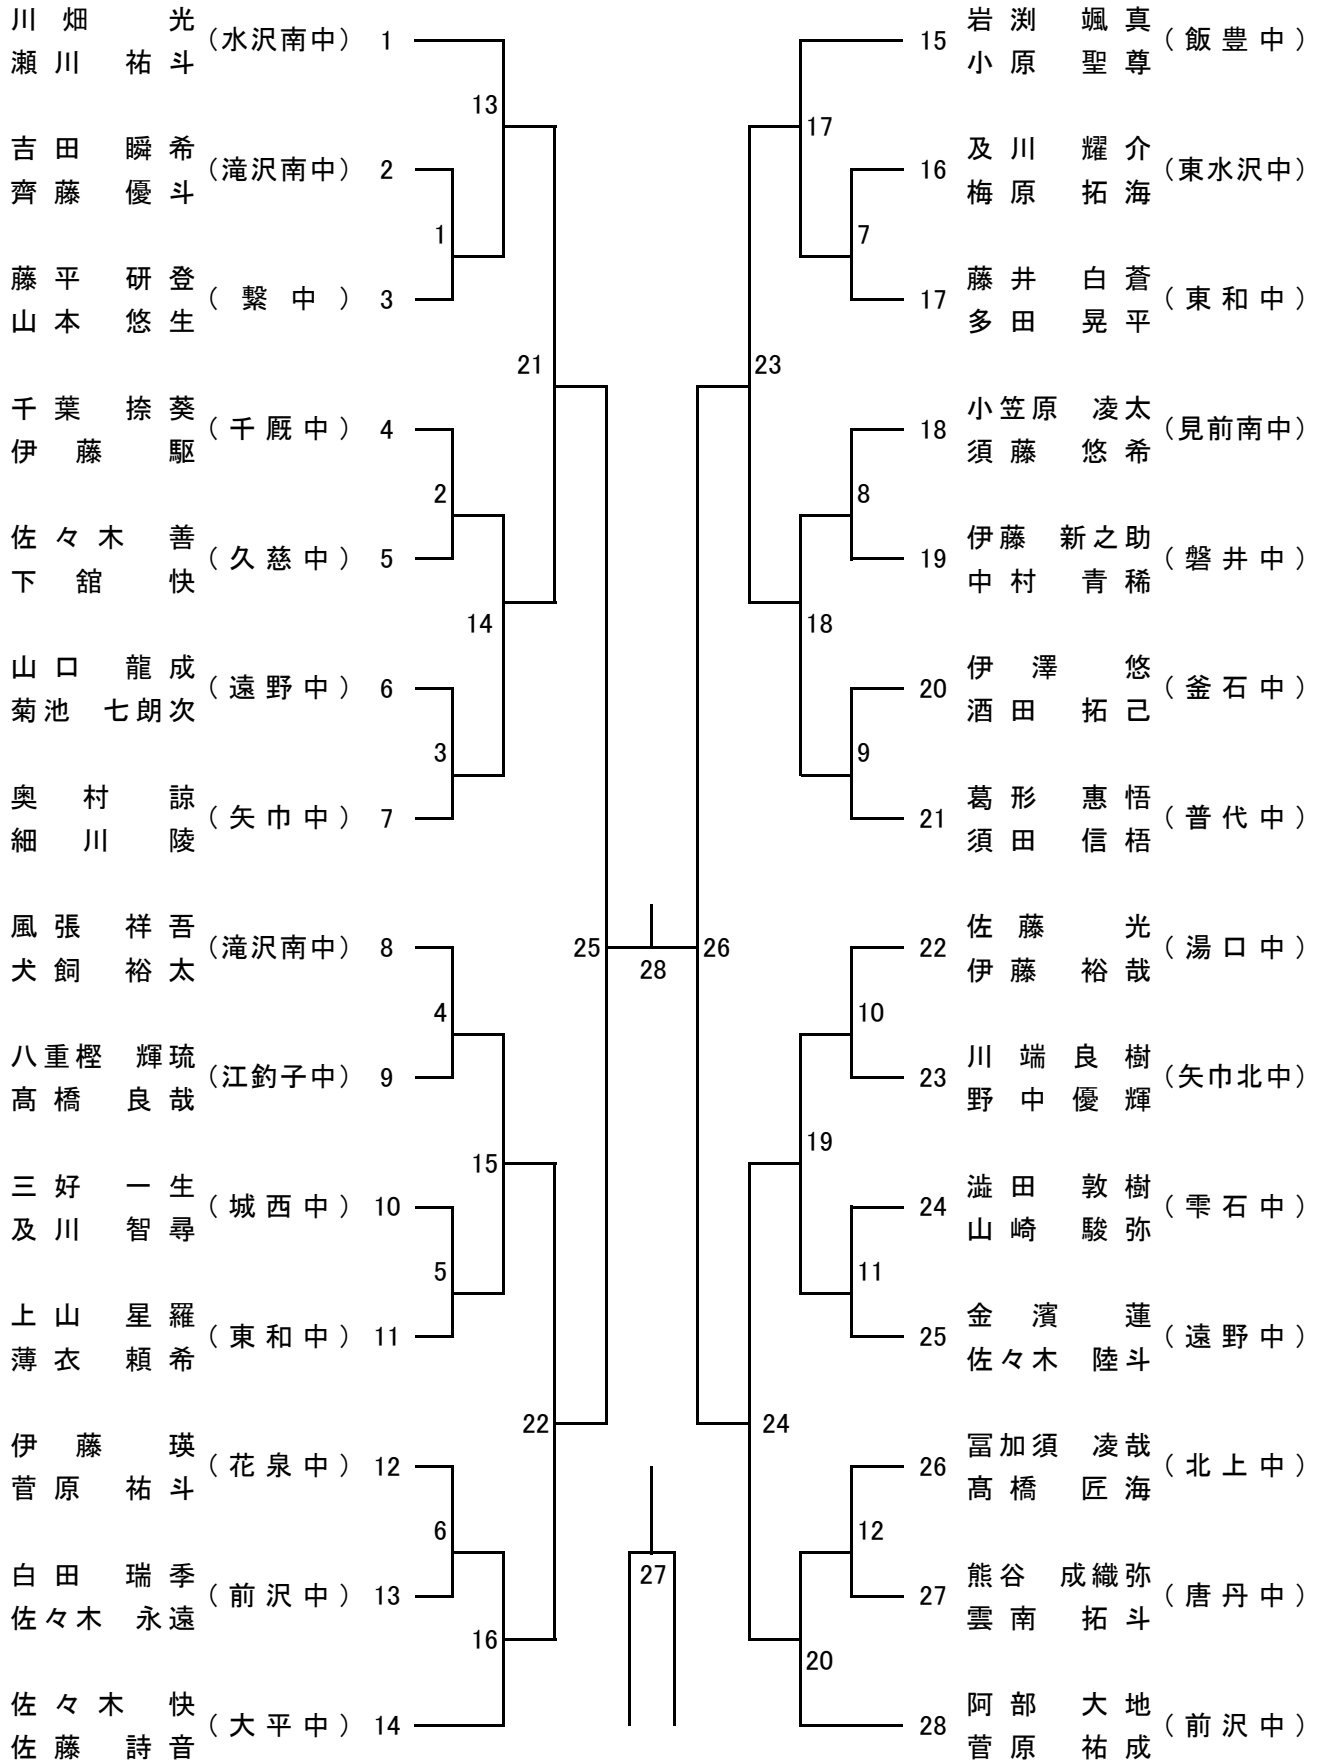 川畑 光
瀬川 祐斗
(水沢南中) 1
吉田 瞬希
齊藤 優斗
(滝沢南中) 2
藤平 研登
山本 悠生
(繋中) 3
千葉 捺葵
伊藤 駆
(千厩中) 4
佐々木 善
下舘 快
(久慈中) 5
山口 龍成
菊池 七朗次
(遠野中) 6
奥村 諒
細川 陵
(矢巾中) 7
風張 祥吾
犬飼 裕太
(滝沢南中) 8
八重樫 輝琉
髙橋 良哉
(江釣子中) 9
三好 一生
及川 智尋
(城西中) 10
上山 星羅
薄衣 頼希
(東和中) 11
伊藤 瑛
菅原 祐斗
(花泉中) 12
白田 瑞季
佐々木 永遠
(前沢中) 13
佐々木 快
佐藤 詩音
(大平中) 14
13
1
21
2
14
3
25
4
15
5
22
6
16
28
27
26
17
7
23
8
18
9
10
19
11
24
12
20
15 岩渕 颯真
小原 聖尊
(飯豊中)
16 及川 耀介
梅原 拓海
(東水沢中)
17 藤井 白蒼
多田 晃平
(東和中)
18 小笠原 凌太
須藤 悠希
(見前南中)
19 伊藤 新之助
中村 青稀
(磐井中)
20 伊澤 悠
酒田 拓己
(釜石中)
21 葛形 惠悟
須田 信梧
(普代中)
22 佐藤 光
伊藤 裕哉
(湯口中)
23 川端良樹
野中優輝
(矢巾北中)
24 澁田 敦樹
山崎 駿弥
(雫石中)
25 金濱 蓮
佐々木 陸斗
(遠野中)
26 冨加須 凌哉
髙橋 匠海
(北上中)
27 熊谷 成織弥
雲南 拓斗
(唐丹中)
28 阿部 大地
菅原 祐成
(前沢中)